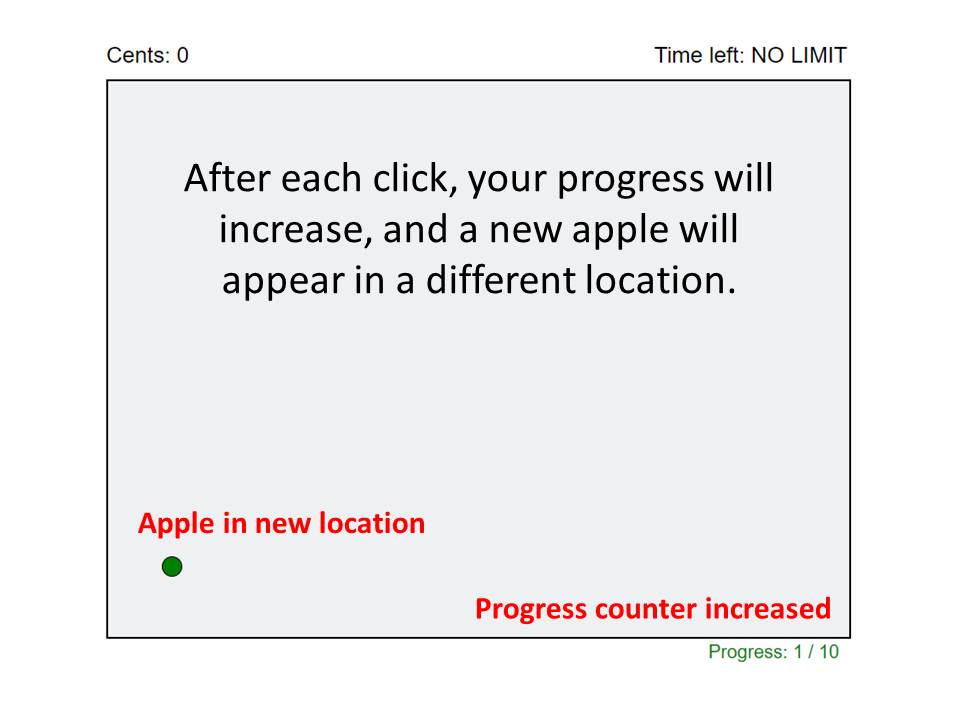 Cents: 0
Time left: NO LIMIT
After each click, your progress will
increase, and a new apple will
appear in a different location.
Apple in new location
Progress counter increased
Progress: 1 / 10